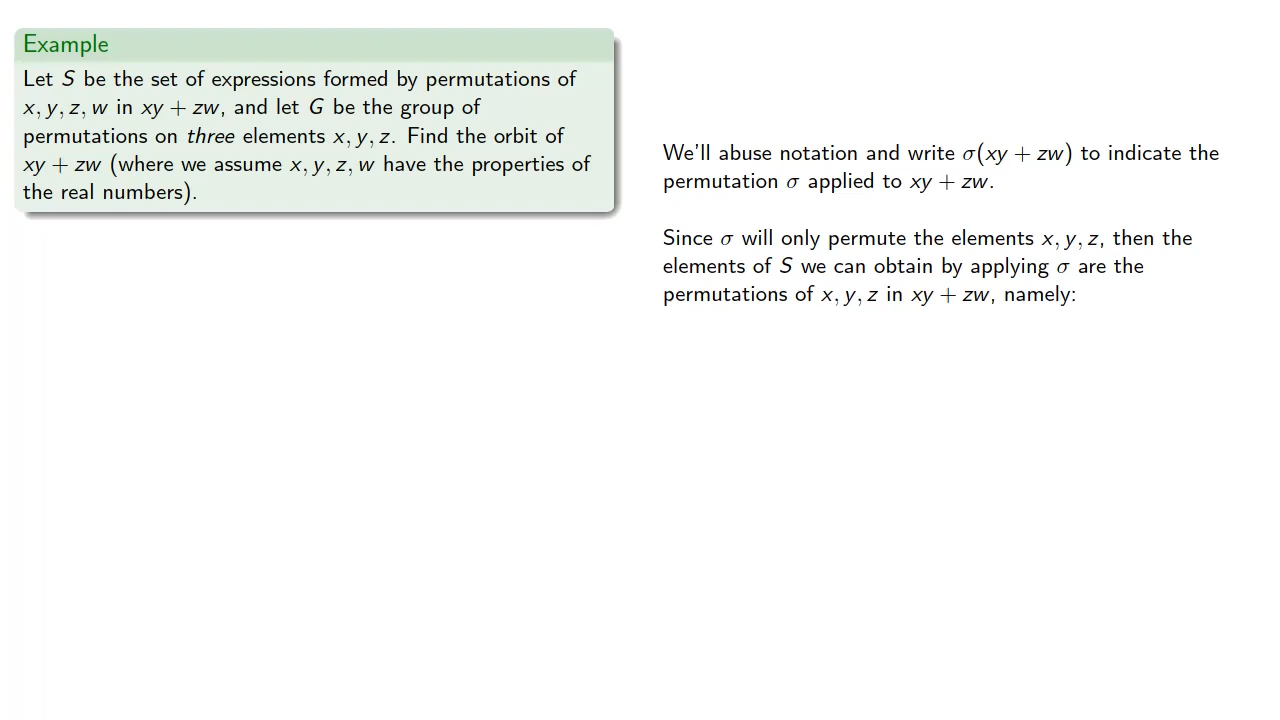 Example
Let S be the set of expressions formed by permutations of
x, y, z, w in xy + zw, and let G be the group of
permutations on three elements x, y, z. Find the orbit of
xy + zw (where we assume x, y, z, w have the properties of
the real numbers).
We'll abuse notation and write σ(xy + zw) to indicate the
permutation σ applied to xy + zw.
Since σ will only permute the elements x, y, z, then the
elements of S we can obtain by applying σ are the
permutations of x, y, z in xy + zw, namely: